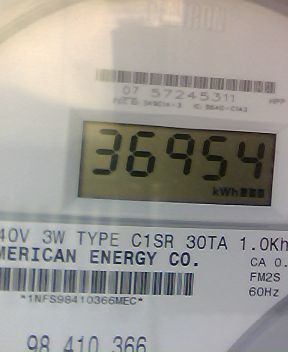 CENTRON
07 57245311
36954
kWh
40V 3W TYPE C1SR 30TA 1.0Kh
MERICAN ENERGY CO.
CA 0.
FM2S
60Hz
*1NFS98410366MEC*
98 410 366